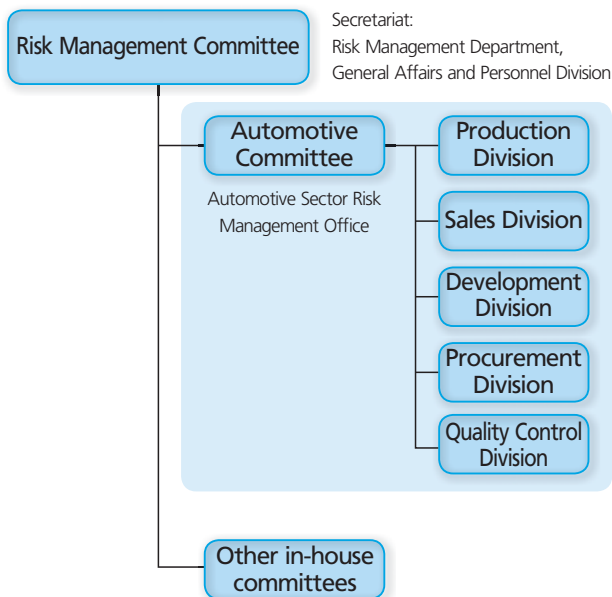 Risk Management Committee
Secretariat:
Risk Management Department,
General Affairs and Personnel Division
Automotive
Committee
Automotive Sector Risk
Management Office
Production
Division
Sales Division
Development
Division
Procurement
Division
Quality Control
Division
Other in-house
committees